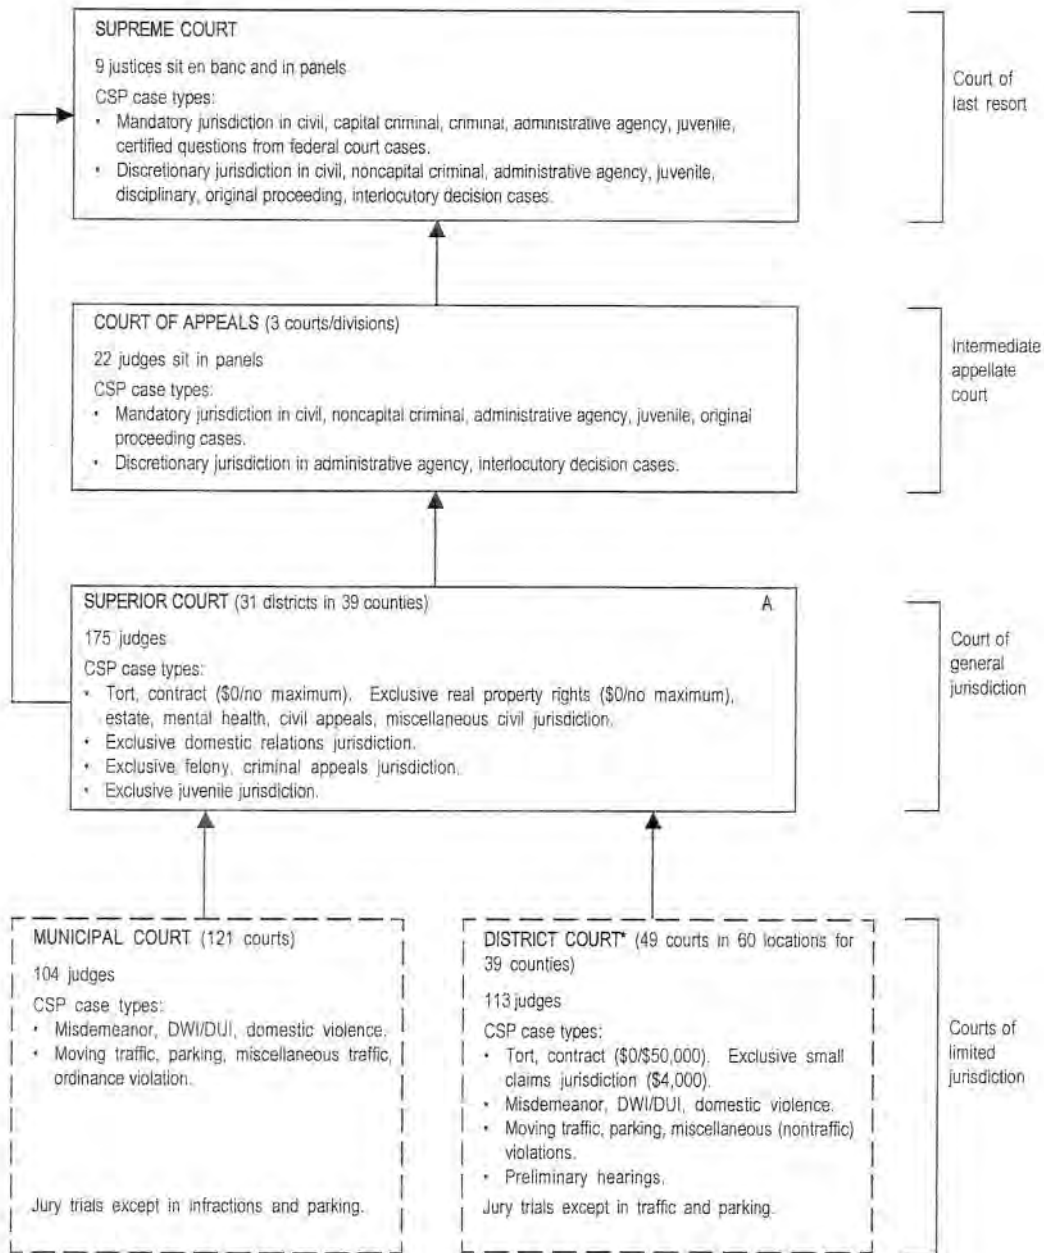 SUPREME COURT
9 justices sit en banc and in panels
CSP case types:
• Mandatory jurisdiction in civil, capital criminal, criminal, administrative agency, juvenile,
certified questions from federal court cases.
• Discretionary jurisdiction in civil, noncapital criminal, administrative agency, juvenile,
disciplinary, original proceeding, interlocutory decision cases.
Court of
last resort
COURT OF APPEALS (3 courts/divisions)
22 judges sit in panels
CSP case types:
• Mandatory jurisdiction in civil, noncapital criminal, administrative agency, juvenile, original
proceeding cases.
• Discretionary jurisdiction in administrative agency, interlocutory decision cases.
Intermediate
appellate
court
SUPERIOR COURT (31 districts in 39 counties) A
175 judges
CSP case types:
• Tort, contract ($0/no maximum). Exclusive real property rights ($0/no maximum),
estate, mental health, civil appeals, miscellaneous civil jurisdiction.
• Exclusive domestic relations jurisdiction.
• Exclusive felony, criminal appeals jurisdiction.
• Exclusive juvenile jurisdiction.
Court of
general
jurisdiction
MUNICIPAL COURT (121 courts)
104 judges
CSP case types:
• Misdemeanor, DWI/DUI, domestic violence.
• Moving traffic, parking, miscellaneous traffic,
ordinance violation.
Jury trials except in infractions and parking.
DISTRICT COURT* (49 courts in 60 locations for
39 counties)
113 judges
CSP case types:
• Tort, contract ($0/$50,000). Exclusive small
claims jurisdiction ($4,000).
• Misdemeanor, DWI/DUI, domestic violence.
• Moving traffic, parking, miscellaneous (nontraffic)
violations.
• Preliminary hearings.
Jury trials except in traffic and parking.
Courts of
limited
jurisdiction